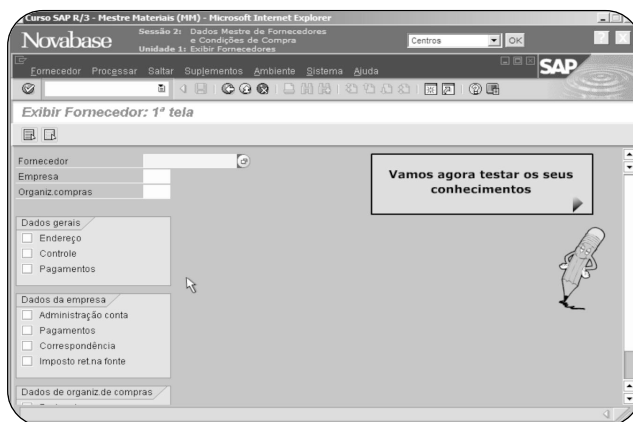 Curso SAP R/3 - Mestre Materiais (MM) - Microsoft Internet Explorer
Novabase
Sessão 2: Dados Mestre de Fornecedores
e Condições de Compra
Unidade 1: Exibir Fornecedores
Centros
OK
?
X
Fornecedor Processar Saltar Suplementos Ambiente Sistema Ajuda
SAP
Exibir Fornecedor: 1ª tela
Fornecedor
Empresa
Organiz.compras
Vamos agora testar os seus
conhecimentos
Dados gerais
Endereço
Controle
Pagamentos
Dados da empresa
Administração conta
Pagamentos
Correspondência
Imposto ret.na fonte
Dados de organiz.de compras